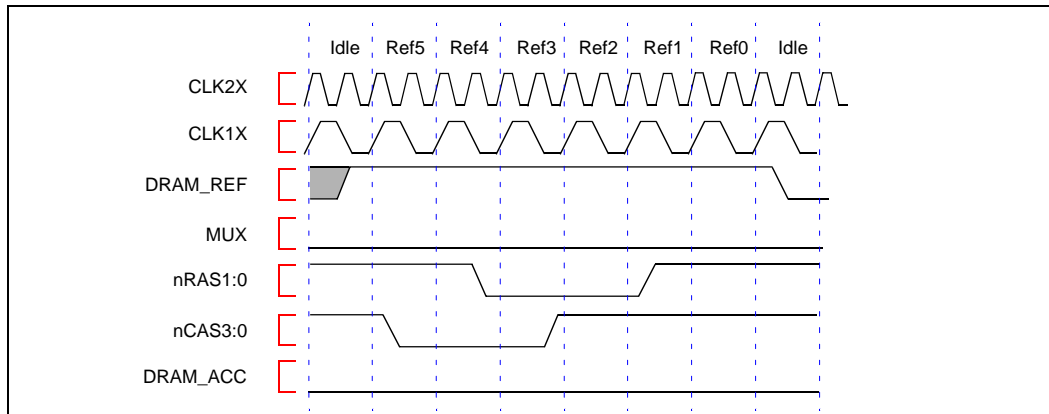 Idle Ref5 Ref4 Ref3 Ref2 Ref1 Ref0 Idle
CLK2X
CLK1X
DRAM_REF
MUX
nRAS1:0
nCAS3:0
DRAM_ACC